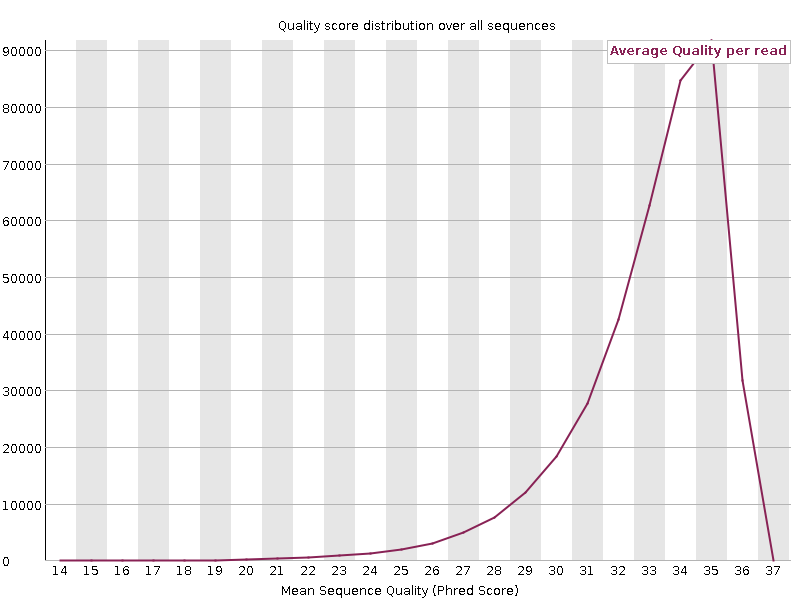 Quality score distribution over all sequences
Average Quality per read
90000
80000
70000
60000
50000
40000
30000
20000
10000
0
14 15 16 17 18 19 20 21 22 23 24 25 26 27 28 29 30 31 32 33 34 35 36 37
Mean Sequence Quality (Phred Score)